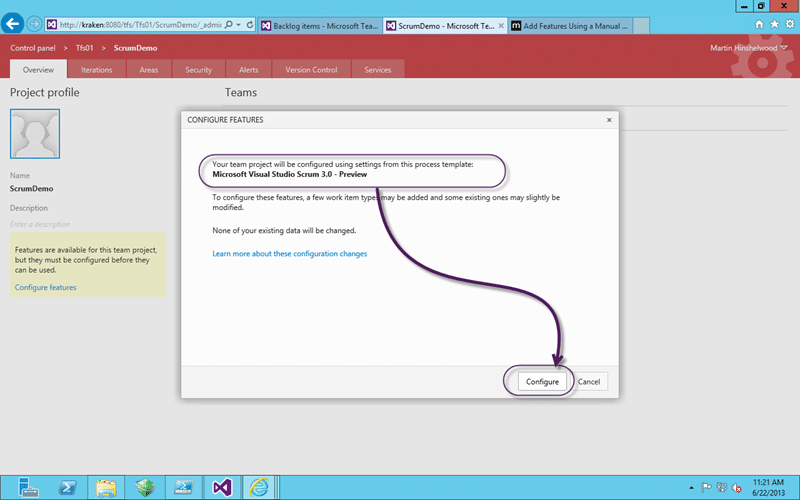 http://kraken:8080/tfs/Tfs01/ScrumDemo/_admi
Backlog items - Microsoft Tea...
ScrumDemo - Microsoft Te...
Add Features Using a Manual ...
Control panel > Tfs01 > ScrumDemo
Martin Hinshelwood
Overview
Iterations
Areas
Security
Alerts
Version Control
Services
Project profile
Teams
Name
ScrumDemo
Description
Enter a description
Features are available for this team project,
but they must be configured before they
can be used.
Configure features
CONFIGURE FEATURES
Your team project will be configured using settings from this process template:
Microsoft Visual Studio Scrum 3.0 - Preview
To configure these features, a few work item types may be added and some existing ones may slightly be
modified.
None of your existing data will be changed.
Learn more about these configuration changes
Configure
Cancel
11:21 AM
6/22/2013